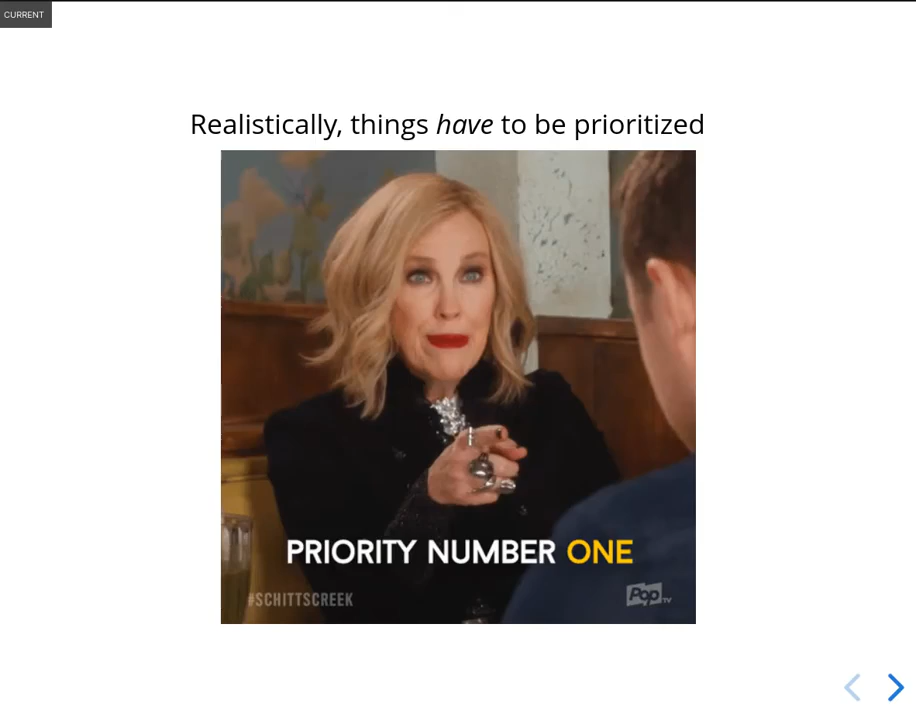 CURRENT
Realistically, things have to be prioritized
PRIORITY NUMBER ONE
#SCHITTSCREEK
Pop TV